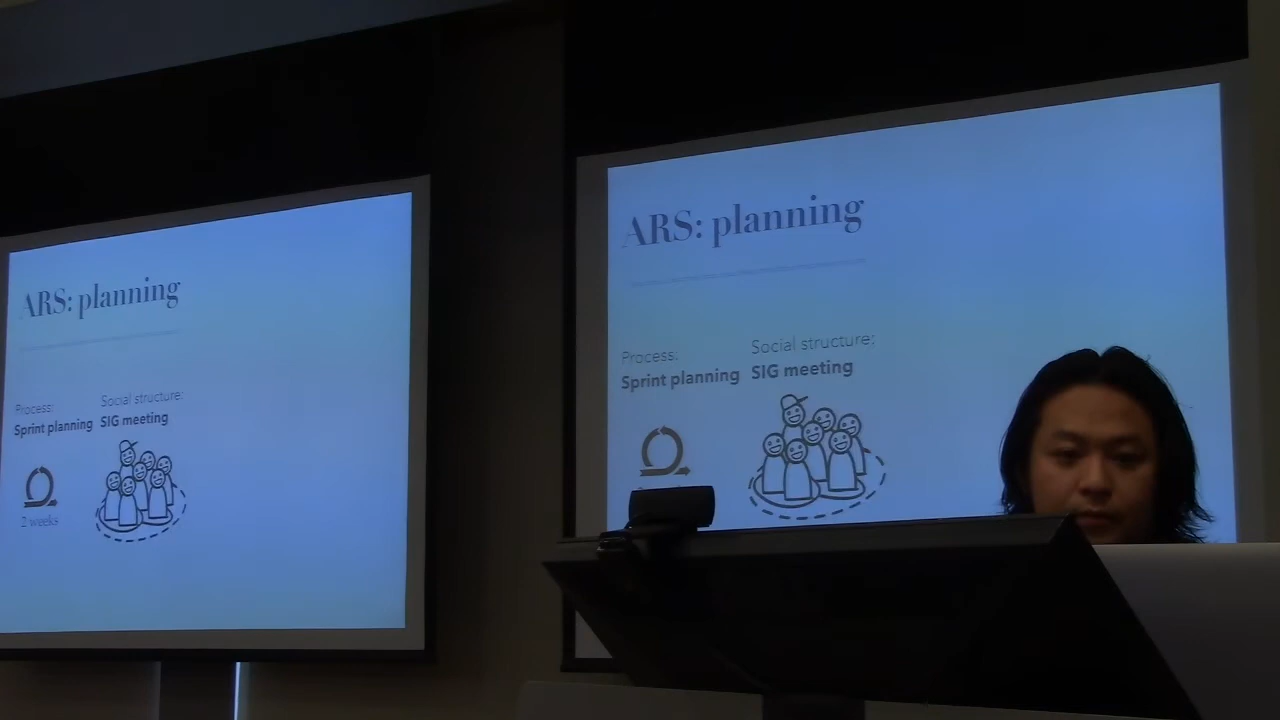 ARS: planning
Process:
Sprint planning
Social structure:
SIG meeting
2 weeks
ARS: planning
Process:
Sprint planning
Social structure:
SIG meeting